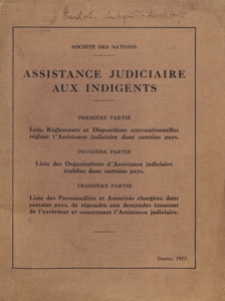 SOCIÉTÉ DES NATIONS
ASSISTANCE JUDICIAIRE
AUX INDIGENTS
PREMIÈRE PARTIE
Lois, Règlements et Dispositions conventionnelles
réglant l'Assistance judiciaire dans certains pays.
DEUXIÈME PARTIE
Liste des Organisations d'Assistance judiciaire
établies dans certains pays.
TROISIÈME PARTIE
Liste des Personnalités et Autorités chargées, dans
certains pays, de répondre aux demandes émanant
de l'extérieur et concernant l'Assistance judiciaire.
Genève, 1927.